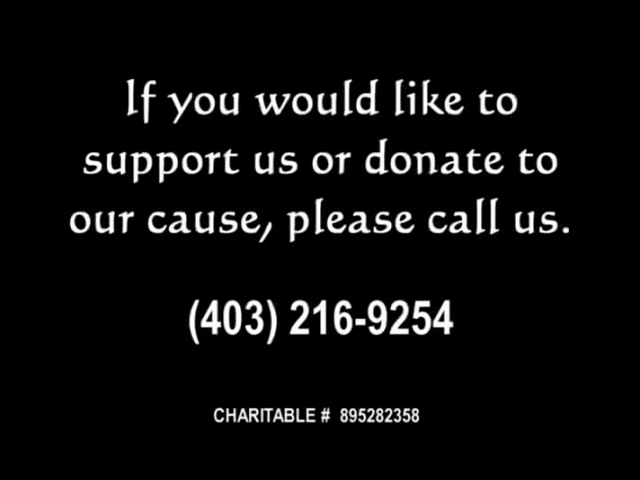 If you would like to
support us or donate to
our cause, please call us.
(403) 216-9254
CHARITABLE # 895282358